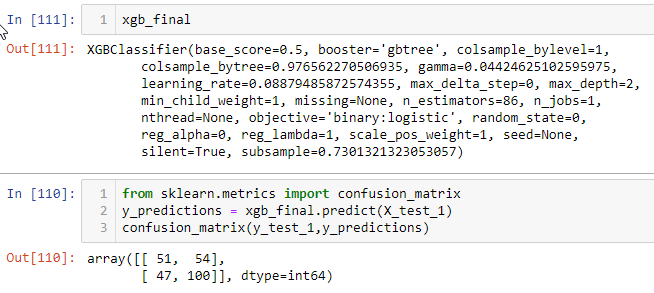 In [111]: 1 xgb_final
Out[111]: XGBClassifier(base_score=0.5, booster='gbtree', colsample_bylevel=1,
colsample_bytree=0.976562270506935, gamma=0.04424625102595975,
learning_rate=0.08879485872574355, max_delta_step=0, max_depth=2,
min_child_weight=1, missing=None, n_estimators=86, n_jobs=1,
nthread=None, objective='binary:logistic', random_state=0,
reg_alpha=0, reg_lambda=1, scale_pos_weight=1, seed=None,
silent=True, subsample=0.7301321323053057)
In [110]: 1 from sklearn.metrics import confusion_matrix
2 y_predictions = xgb_final.predict(X_test_1)
3 confusion_matrix(y_test_1,y_predictions)
Out[110]: array([[ 51, 54],
[ 47, 100]], dtype=int64)